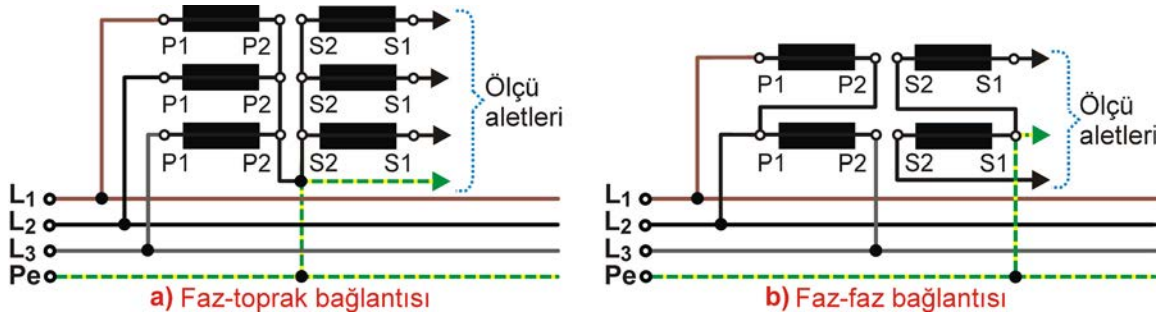 P1 P2 S2 S1
P1 P2 S2 S1
P1 P2 S2 S1
Ölçü
aletleri
L1
L2
L3
Pe
a) Faz-toprak bağlantısı
P1 P2 S2 S1
P1 P2 S2 S1
Ölçü
aletleri
L1
L2
L3
Pe
b) Faz-faz bağlantısı